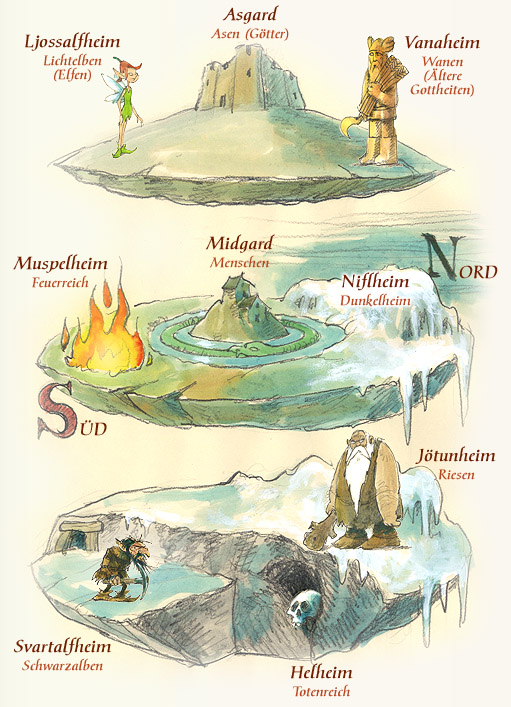 Asgard
Asen (Götter)
Ljossalfheim
Lichtelben
(Elfen)
Vanaheim
Wanen
(Ältere
Gottheiten)
Midgard
Menschen
Muspelheim
Feuerreich
Niflheim
Dunkelheim
NORD
SÜD
Jötunheim
Riesen
Svartalfheim
Schwarzalben
Helheim
Totenreich